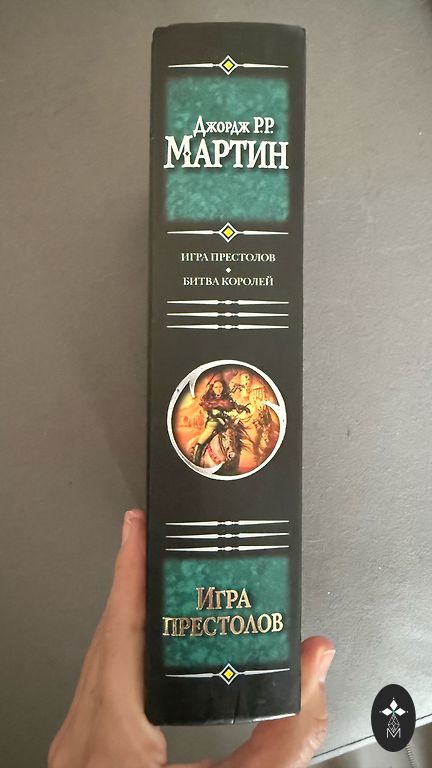 Джордж Р.Р.
МАРТИН
ИГРА ПРЕСТОЛОВ
БИТВА КОРОЛЕЙ
ИГРА
ПРЕСТОЛОВ
M